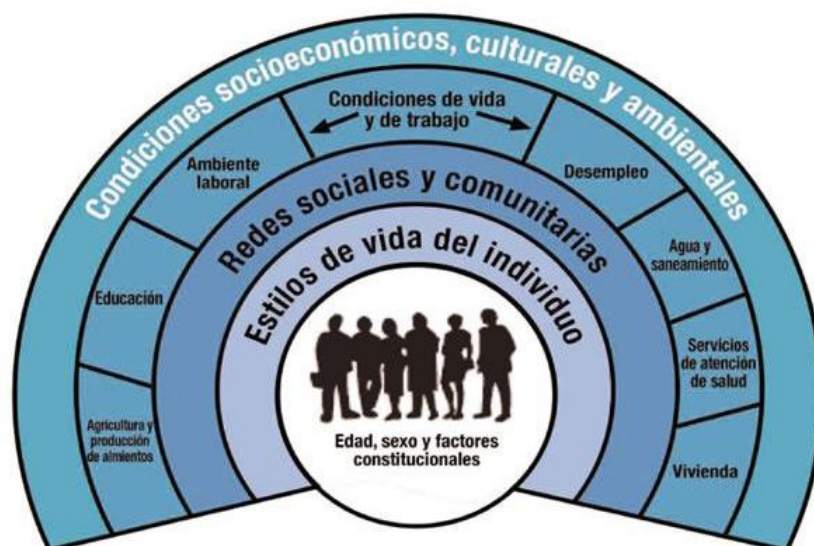 Condiciones socioeconómicos, culturales y ambientales
Condiciones de vida
y de trabajo
Ambiente
laboral
Desempleo
Redes sociales y comunitarias
Educación
Agua y
saneamiento
Estilos de vida del individuo
Servicios
de atención
de salud
Agricultura y
producción
de almientos
Edad, sexo y factores
constitucionales
Vivienda